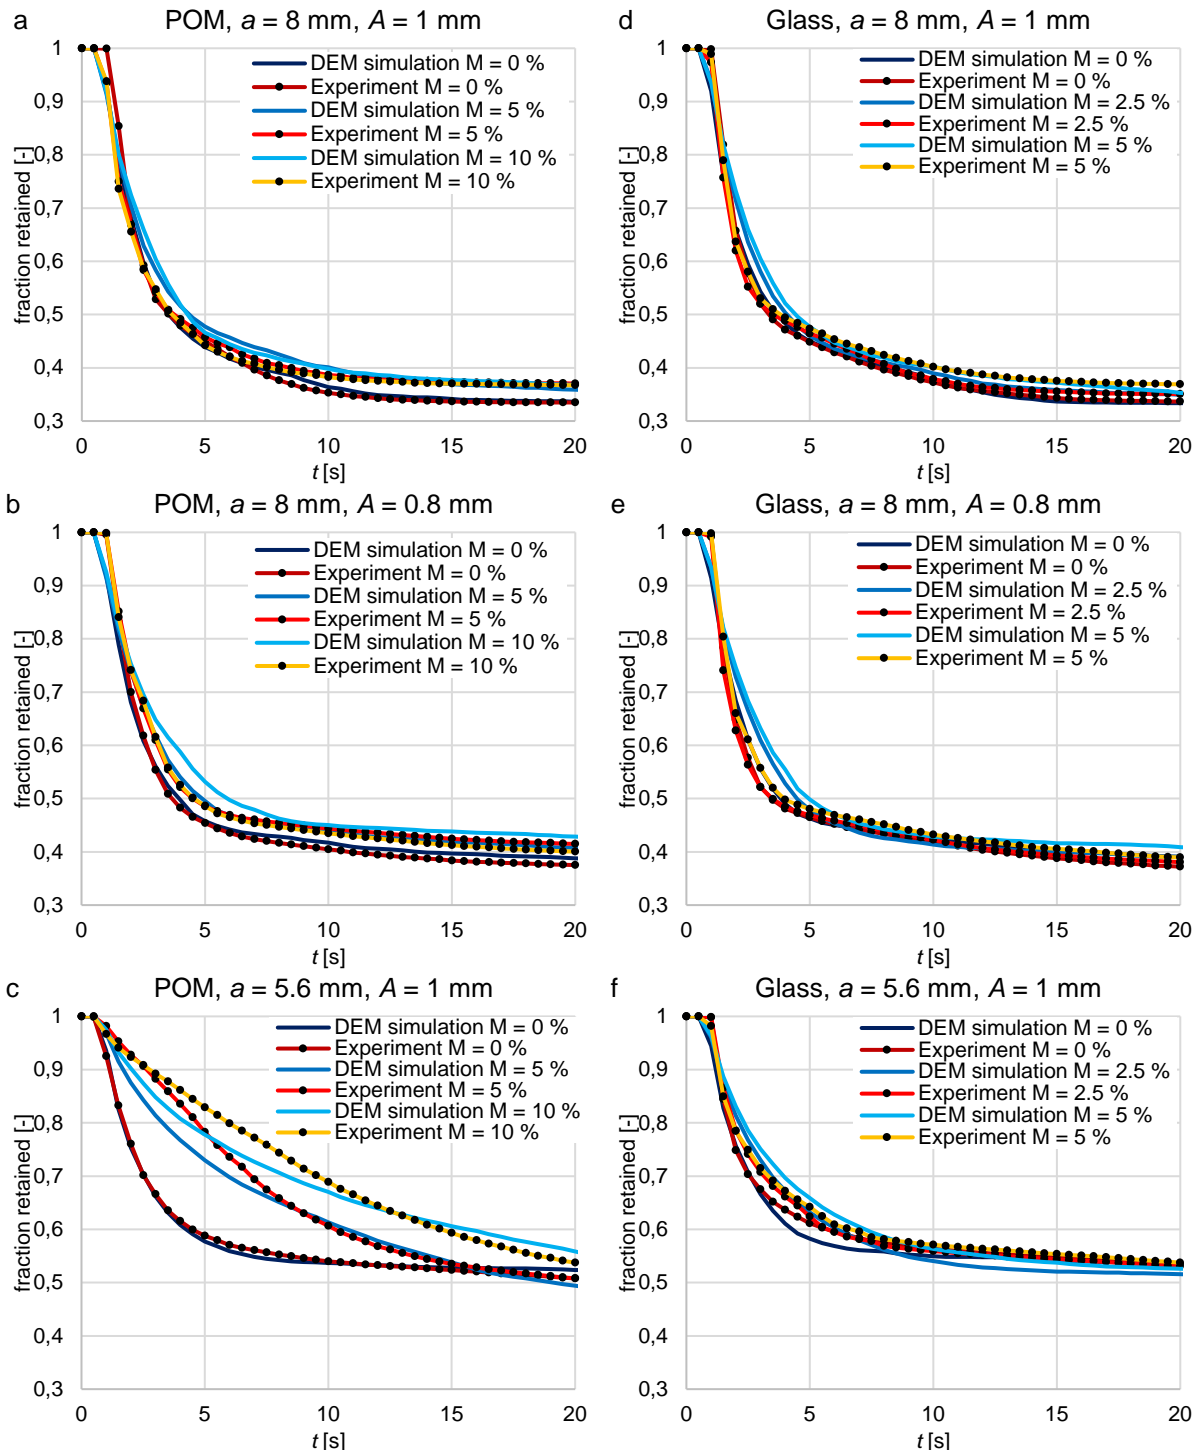 a
POM, a = 8 mm, A = 1 mm
DEM simulation M = 0 %
Experiment M = 0 %
DEM simulation M = 5 %
Experiment M = 5 %
DEM simulation M = 10 %
Experiment M = 10 %
fraction retained [-]
1
0,9
0,8
0,7
0,6
0,5
0,4
0,3
0
5
10
15
20
t [s]
d
Glass, a = 8 mm, A = 1 mm
DEM simulation M = 0 %
Experiment M = 0 %
DEM simulation M = 2.5 %
Experiment M = 2.5 %
DEM simulation M = 5 %
Experiment M = 5 %
fraction retained [-]
1
0,9
0,8
0,7
0,6
0,5
0,4
0,3
0
5
10
15
20
t [s]
b
POM, a = 8 mm, A = 0.8 mm
DEM simulation M = 0 %
Experiment M = 0 %
DEM simulation M = 5 %
Experiment M = 5 %
DEM simulation M = 10 %
Experiment M = 10 %
fraction retained [-]
1
0,9
0,8
0,7
0,6
0,5
0,4
0,3
0
5
10
15
20
t [s]
e
Glass, a = 8 mm, A = 0.8 mm
DEM simulation M = 0 %
Experiment M = 0 %
DEM simulation M = 2.5 %
Experiment M = 2.5 %
DEM simulation M = 5 %
Experiment M = 5 %
fraction retained [-]
1
0,9
0,8
0,7
0,6
0,5
0,4
0,3
0
5
10
15
20
t [s]
c
POM, a = 5.6 mm, A = 1 mm
DEM simulation M = 0 %
Experiment M = 0 %
DEM simulation M = 5 %
Experiment M = 5 %
DEM simulation M = 10 %
Experiment M = 10 %
fraction retained [-]
1
0,9
0,8
0,7
0,6
0,5
0,4
0,3
0
5
10
15
20
t [s]
f
Glass, a = 5.6 mm, A = 1 mm
DEM simulation M = 0 %
Experiment M = 0 %
DEM simulation M = 2.5 %
Experiment M = 2.5 %
DEM simulation M = 5 %
Experiment M = 5 %
fraction retained [-]
1
0,9
0,8
0,7
0,6
0,5
0,4
0,3
0
5
10
15
20
t [s]